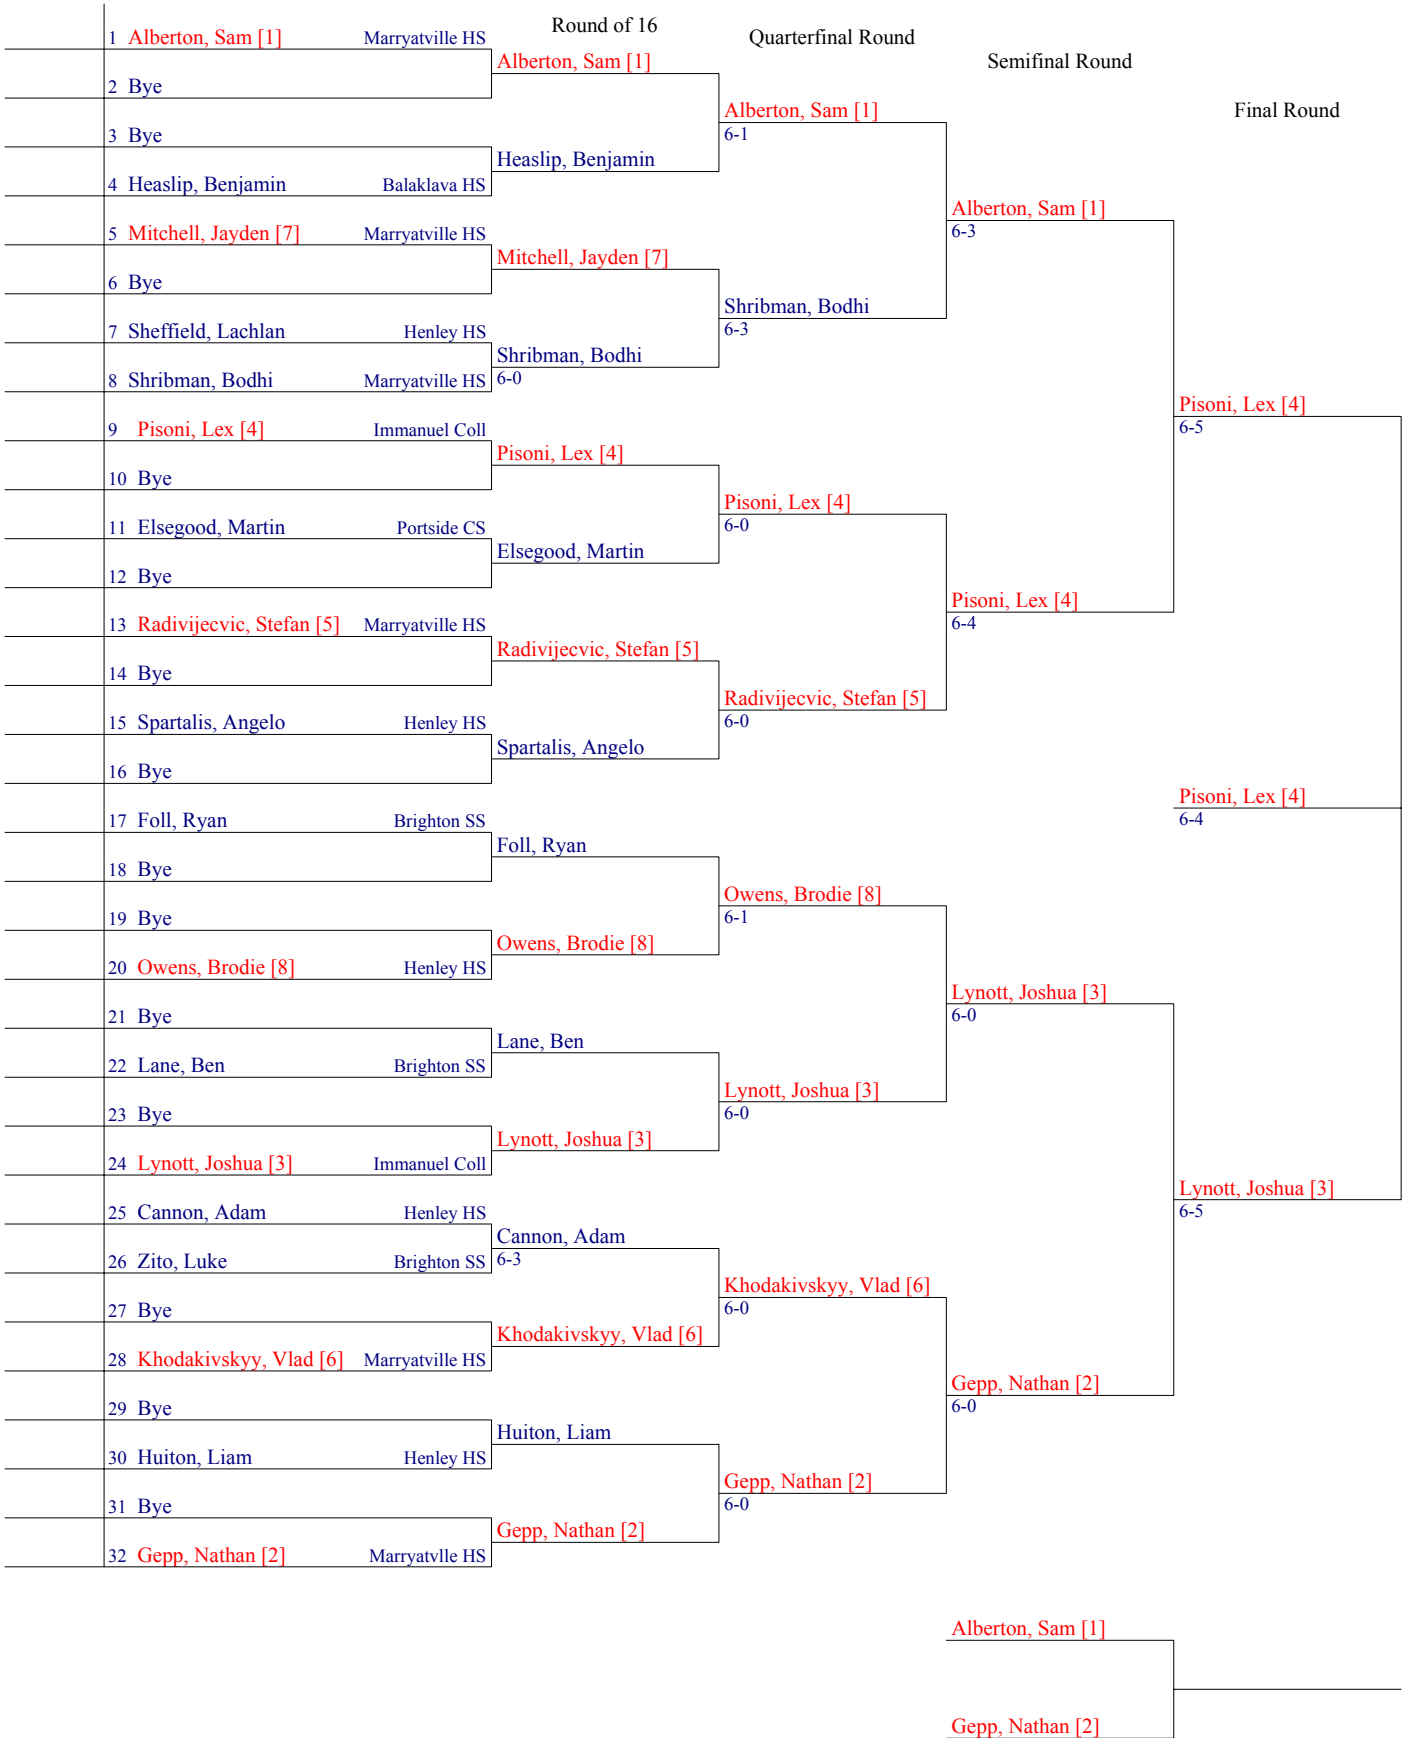 Round of 16
Quarterfinal Round
Semifinal Round
Final Round
1 Alberton, Sam [1] Marryatville HS
Alberton, Sam [1]
2 Bye
Alberton, Sam [1]
6-1
3 Bye
Heaslip, Benjamin
4 Heaslip, Benjamin Balaklava HS
Alberton, Sam [1]
6-3
5 Mitchell, Jayden [7] Marryatville HS
Mitchell, Jayden [7]
6 Bye
Shribman, Bodhi
6-3
7 Sheffield, Lachlan Henley HS
Shribman, Bodhi
6-0
8 Shribman, Bodhi Marryatville HS
Pisoni, Lex [4]
6-5
9 Pisoni, Lex [4] Immanuel Coll
Pisoni, Lex [4]
10 Bye
Pisoni, Lex [4]
6-0
11 Elsegood, Martin Portside CS
Elsegood, Martin
12 Bye
Pisoni, Lex [4]
6-4
13 Radivijecvic, Stefan [5] Marryatville HS
Radivijecvic, Stefan [5]
14 Bye
Radivijecvic, Stefan [5]
6-0
15 Spartalis, Angelo Henley HS
Spartalis, Angelo
16 Bye
Pisoni, Lex [4]
6-4
17 Foll, Ryan Brighton SS
Foll, Ryan
18 Bye
Owens, Brodie [8]
6-1
19 Bye
Owens, Brodie [8]
20 Owens, Brodie [8] Henley HS
Lynott, Joshua [3]
6-0
21 Bye
Lane, Ben
22 Lane, Ben Brighton SS
Lynott, Joshua [3]
6-0
23 Bye
Lynott, Joshua [3]
24 Lynott, Joshua [3] Immanuel Coll
Lynott, Joshua [3]
6-5
25 Cannon, Adam Henley HS
Cannon, Adam
6-3
26 Zito, Luke Brighton SS
Khodakivskyy, Vlad [6]
6-0
27 Bye
Khodakivskyy, Vlad [6]
28 Khodakivskyy, Vlad [6] Marryatville HS
Gepp, Nathan [2]
6-0
29 Bye
Huiton, Liam
30 Huiton, Liam Henley HS
Gepp, Nathan [2]
6-0
31 Bye
Gepp, Nathan [2]
32 Gepp, Nathan [2] Marryatvlle HS
Alberton, Sam [1]
Gepp, Nathan [2]